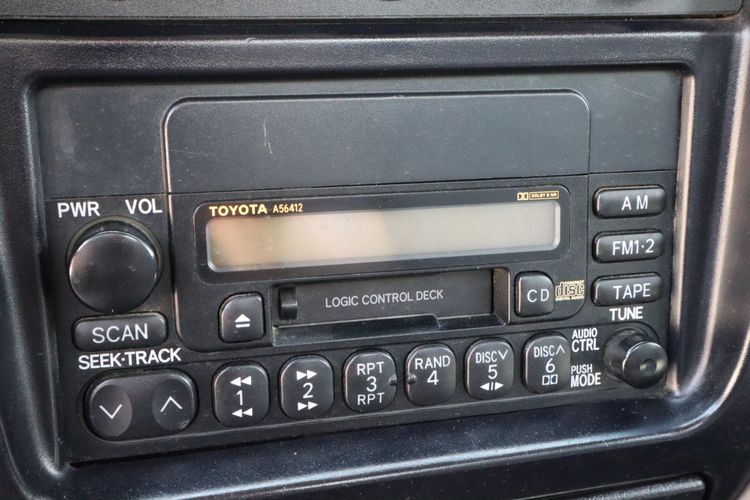 PWR VOL
TOYOTA A56412
DOLBY B NR
AM
FM1·2
LOGIC CONTROL DECK
CD
disc
TAPE
SCAN
TUNE
SEEK·TRACK
AUDIO
CTRL
PUSH
MODE
1
2
RPT
3
RPT
RAND
4
DISC
5
DISC
6